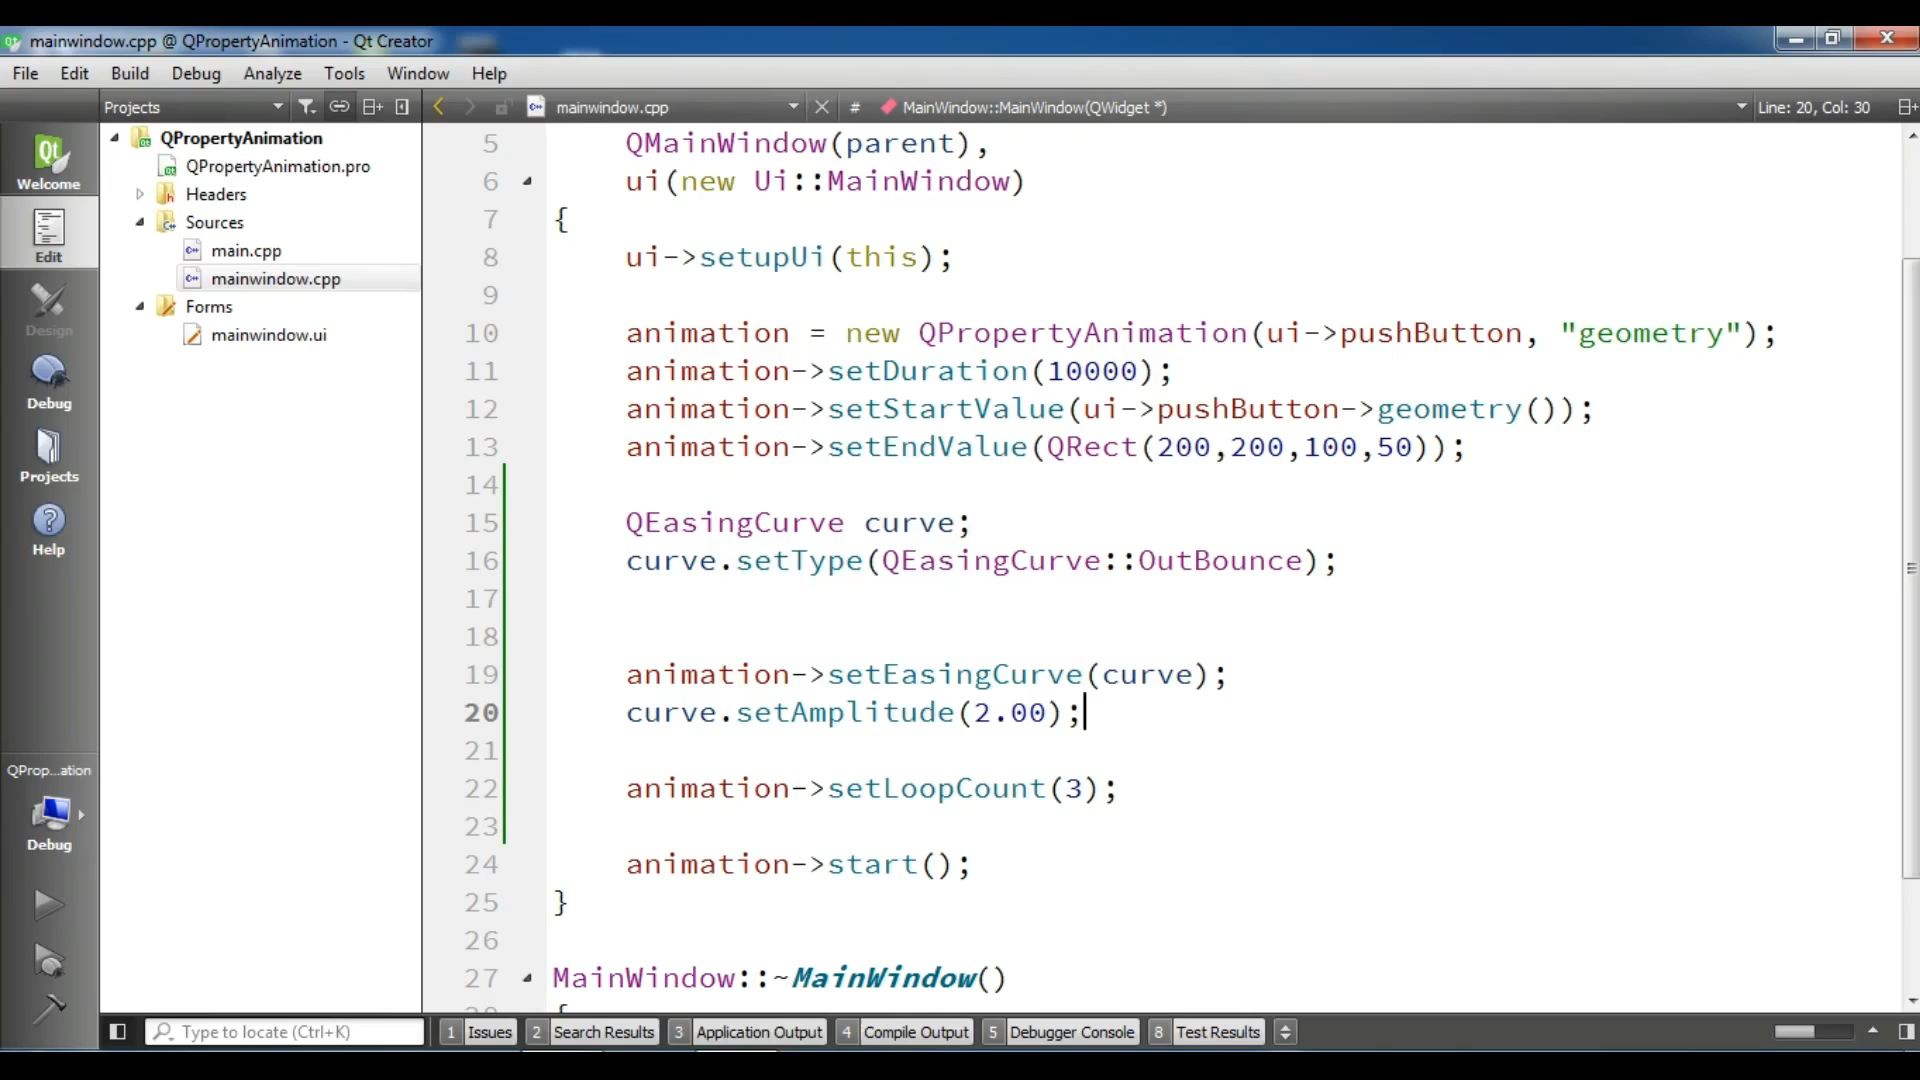 mainwindow.cpp @ QPropertyAnimation - Qt Creator
File Edit Build Debug Analyze Tools Window Help
Projects mainwindow.cpp # MainWindow::MainWindow(QWidget *) Line: 20, Col: 30
Welcome
Edit
Design
Debug
Projects
Help
QProp...ation
Debug
QPropertyAnimation
QPropertyAnimation.pro
Headers
Sources
main.cpp
mainwindow.cpp
Forms
mainwindow.ui
5 QMainWindow(parent),
6 ui(new Ui::MainWindow)
7 {
8 ui->setupUi(this);
9
10 animation = new QPropertyAnimation(ui->pushButton, "geometry");
11 animation->setDuration(10000);
12 animation->setStartValue(ui->pushButton->geometry());
13 animation->setEndValue(QRect(200,200,100,50));
14
15 QEasingCurve curve;
16 curve.setType(QEasingCurve::OutBounce);
17
18
19 animation->setEasingCurve(curve);
20 curve.setAmplitude(2.00);
21
22 animation->setLoopCount(3);
23
24 animation->start();
25 }
26
27 MainWindow::~MainWindow()
Type to locate (Ctrl+K) 1 Issues 2 Search Results 3 Application Output 4 Compile Output 5 Debugger Console 8 Test Results